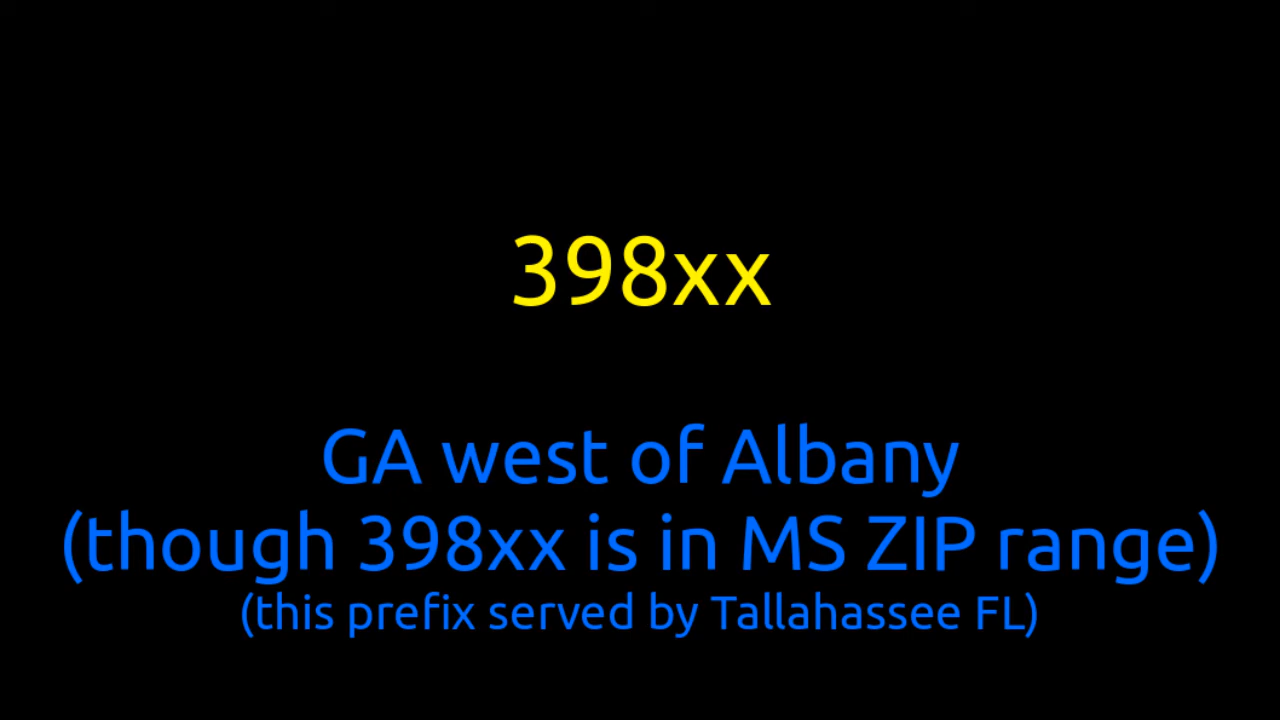 398xx
GA west of Albany
(though 398xx is in MS ZIP range)
(this prefix served by Tallahassee FL)